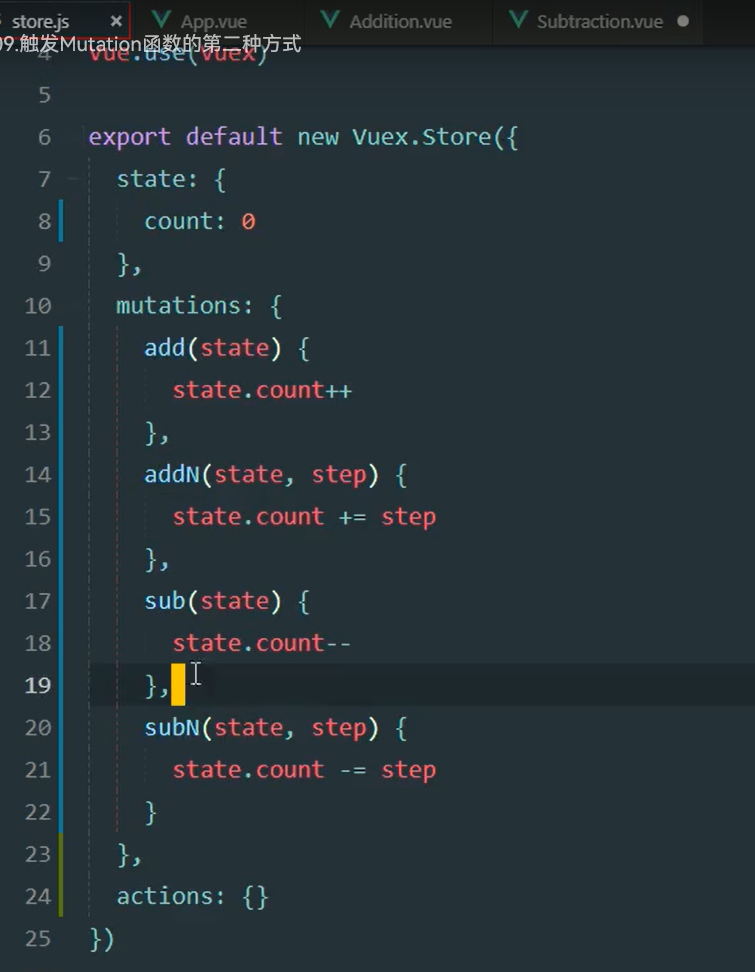 store.js × App.vue Addition.vue Subtraction.vue ●
09.触发Mutation函数的第二种方式
4 Vue.use(Vuex)
5
6 export default new Vuex.Store({
7 state: {
8 count: 0
9 },
10 mutations: {
11 add(state) {
12 state.count++
13 },
14 addN(state, step) {
15 state.count += step
16 },
17 sub(state) {
18 state.count--
19 },
20 subN(state, step) {
21 state.count -= step
22 }
23 },
24 actions: {}
25 })